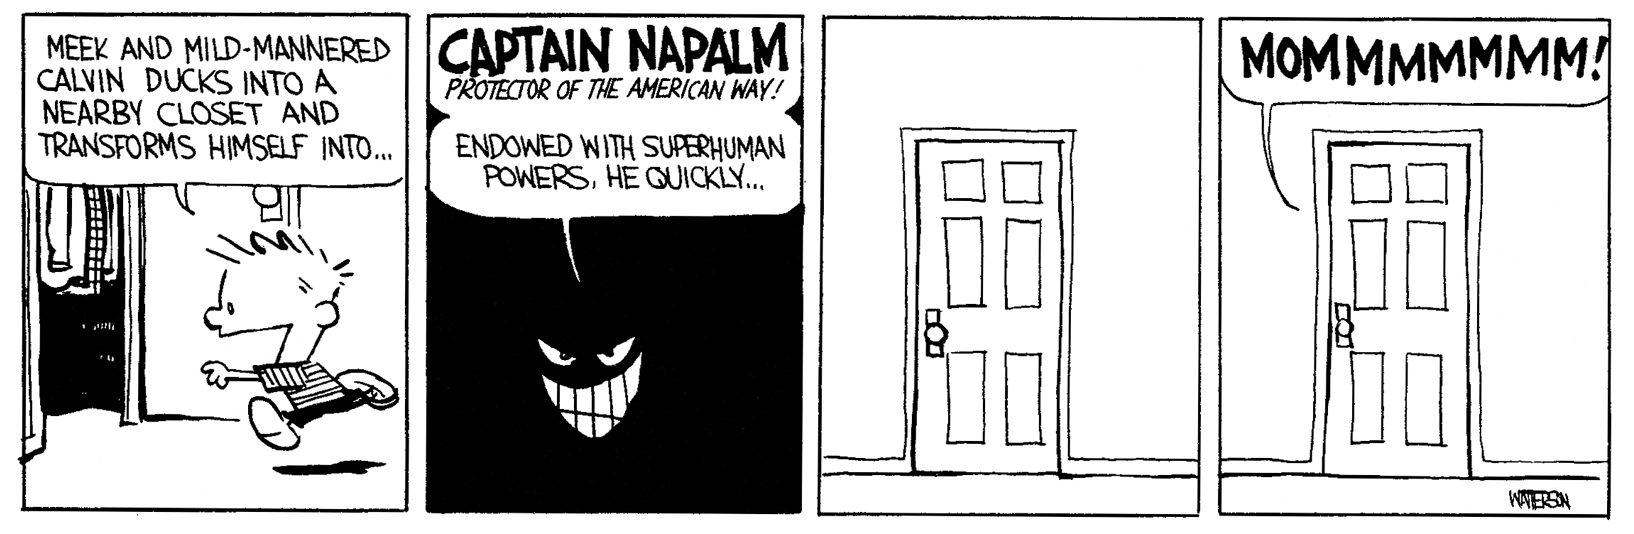 MEEK AND MILD-MANNERED
CALVIN DUCKS INTO A
NEARBY CLOSET AND
TRANSFORMS HIMSELF INTO...
CAPTAIN NAPALM
PROTECTOR OF THE AMERICAN WAY!
ENDOWED WITH SUPERHUMAN
POWERS, HE QUICKLY...
MOMMMMMMM!
WATTERSON